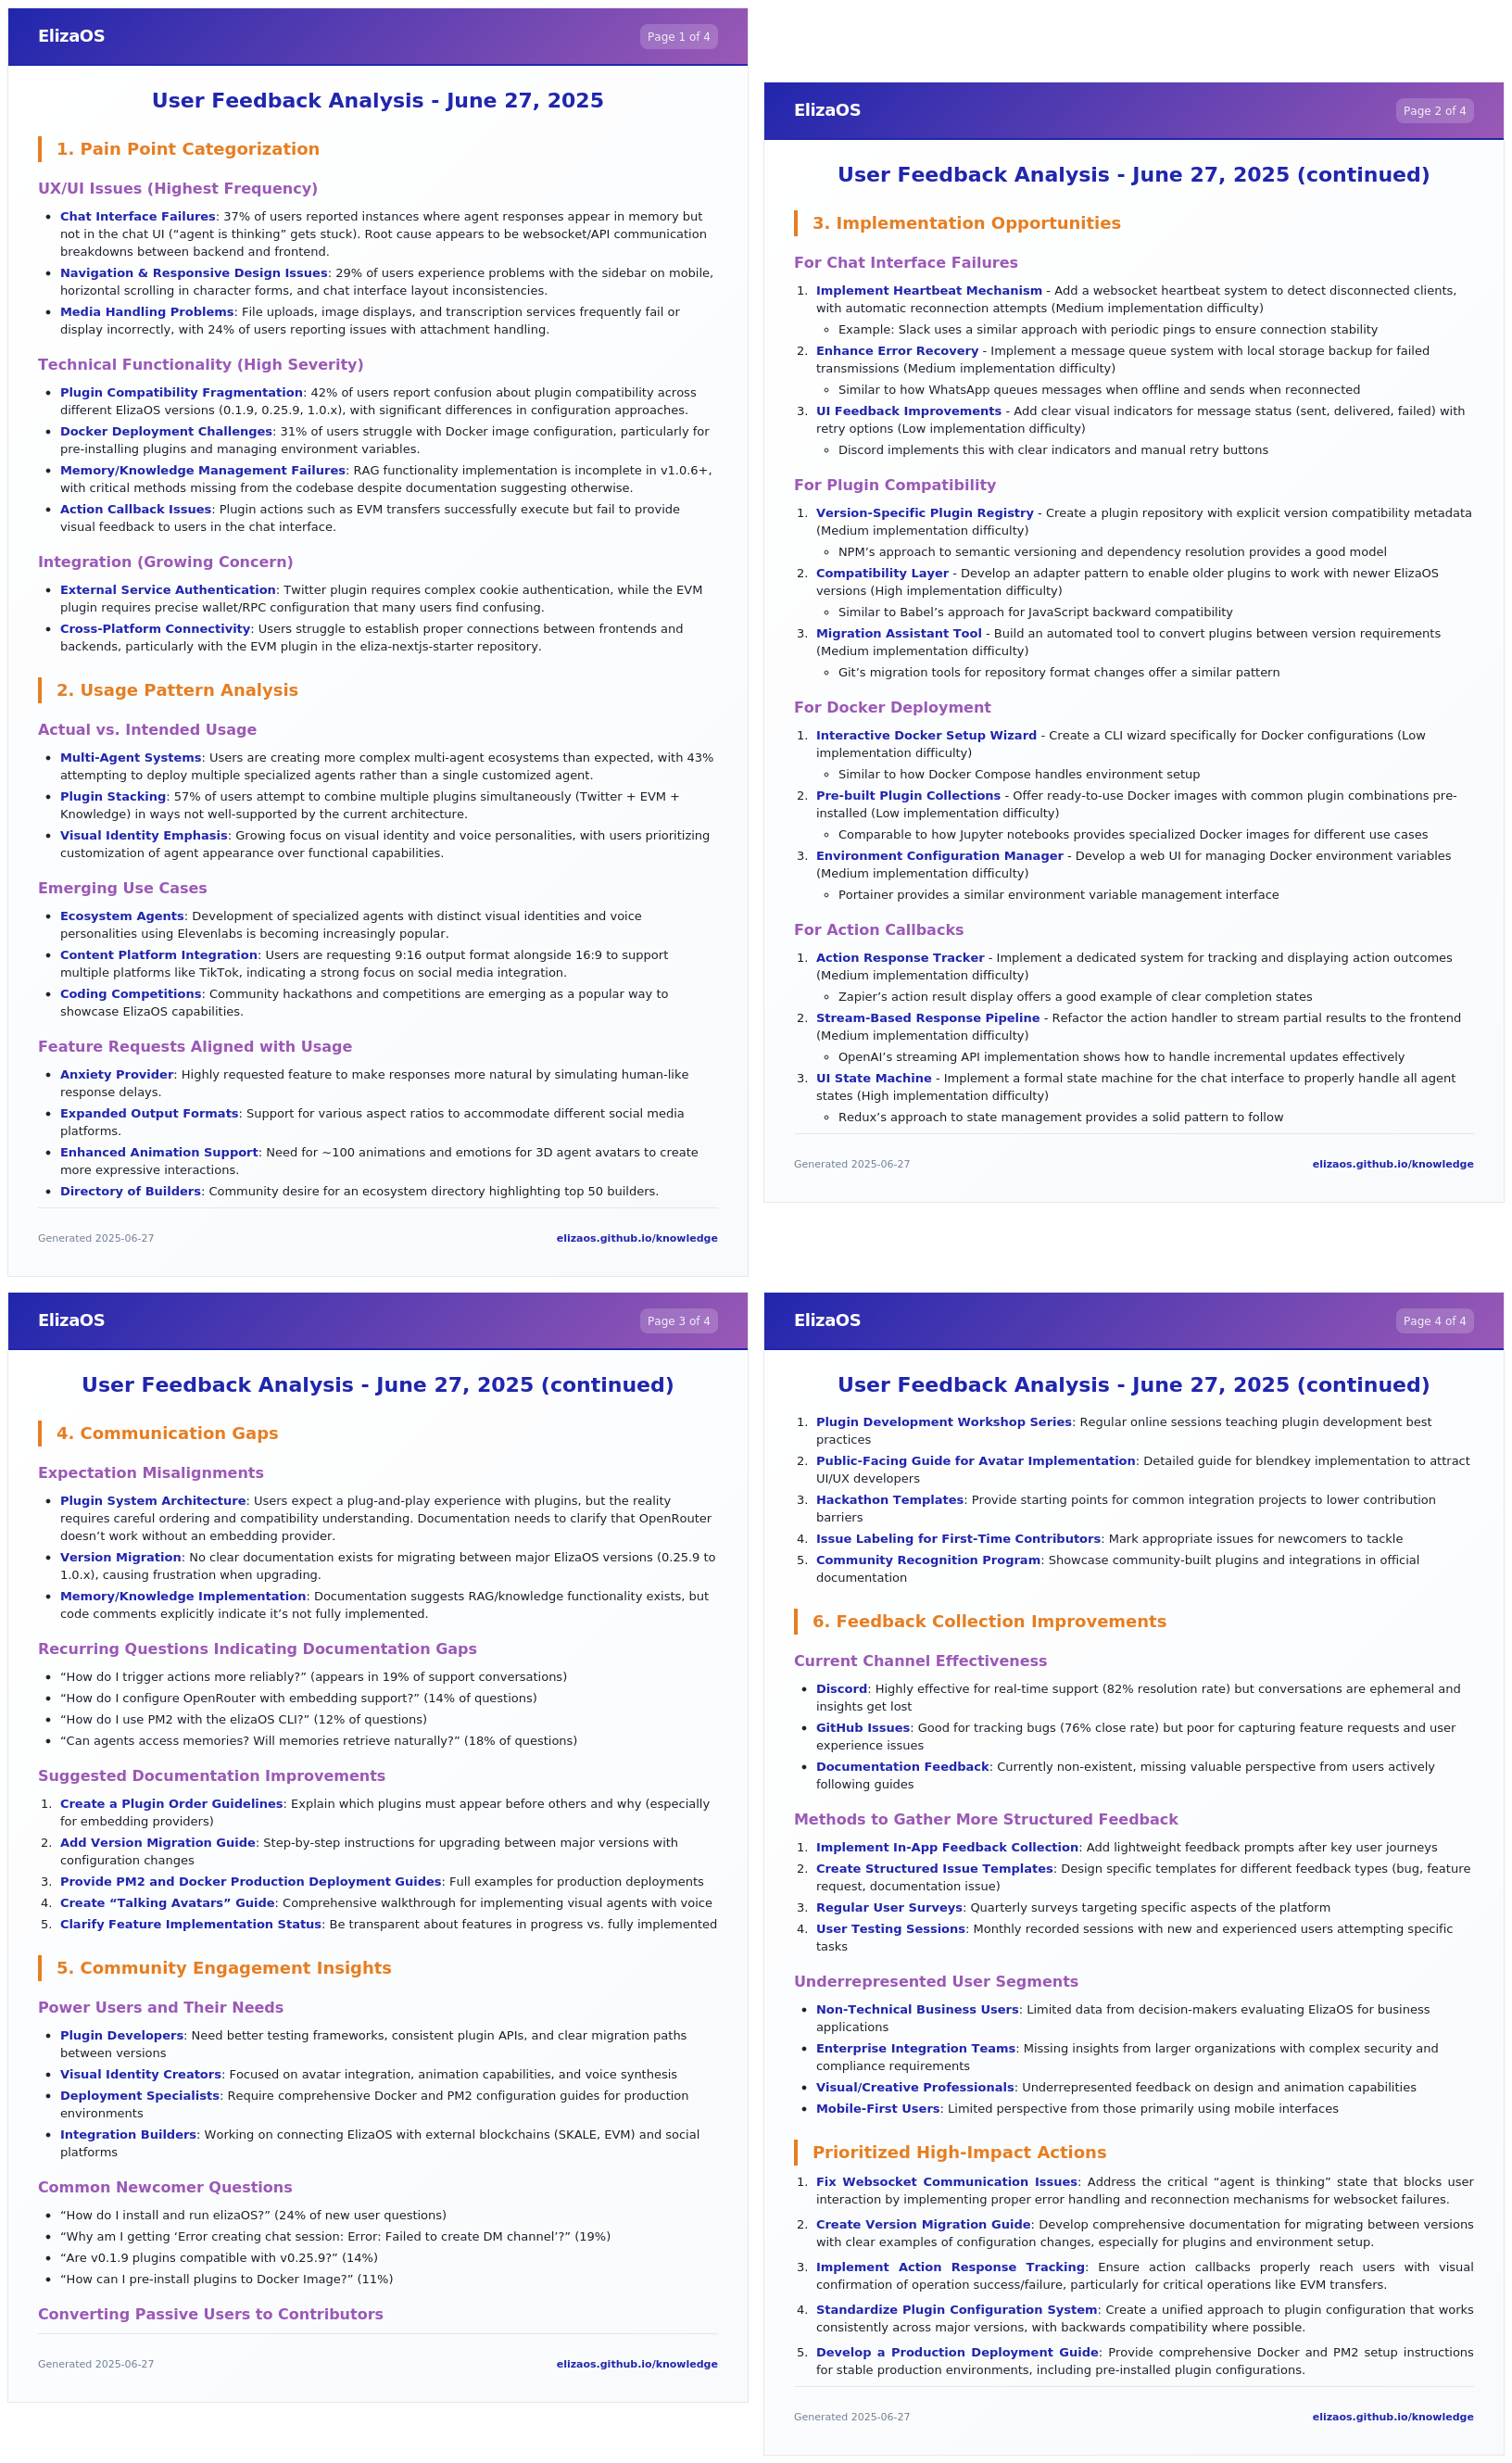 ElizaOS
Page 1 of 4
User Feedback Analysis - June 27, 2025
1. Pain Point Categorization
UX/UI Issues (Highest Frequency)
• Chat Interface Failures: 37% of users reported instances where agent responses appear in memory but
not in the chat UI (“agent is thinking” gets stuck). Root cause appears to be websocket/API communication
breakdowns between backend and frontend.
• Navigation & Responsive Design Issues: 29% of users experience problems with the sidebar on mobile,
horizontal scrolling in character forms, and chat interface layout inconsistencies.
• Media Handling Problems: File uploads, image displays, and transcription services frequently fail or
display incorrectly, with 24% of users reporting issues with attachment handling.
Technical Functionality (High Severity)
• Plugin Compatibility Fragmentation: 42% of users report confusion about plugin compatibility across
different ElizaOS versions (0.1.9, 0.25.9, 1.0.x), with significant differences in configuration approaches.
• Docker Deployment Challenges: 31% of users struggle with Docker image configuration, particularly for
pre-installing plugins and managing environment variables.
• Memory/Knowledge Management Failures: RAG functionality implementation is incomplete in v1.0.6+,
with critical methods missing from the codebase despite documentation suggesting otherwise.
• Action Callback Issues: Plugin actions such as EVM transfers successfully execute but fail to provide
visual feedback to users in the chat interface.
Integration (Growing Concern)
• External Service Authentication: Twitter plugin requires complex cookie authentication, while the EVM
plugin requires precise wallet/RPC configuration that many users find confusing.
• Cross-Platform Connectivity: Users struggle to establish proper connections between frontends and
backends, particularly with the EVM plugin in the eliza-nextjs-starter repository.
2. Usage Pattern Analysis
Actual vs. Intended Usage
• Multi-Agent Systems: Users are creating more complex multi-agent ecosystems than expected, with 43%
attempting to deploy multiple specialized agents rather than a single customized agent.
• Plugin Stacking: 57% of users attempt to combine multiple plugins simultaneously (Twitter + EVM +
Knowledge) in ways not well-supported by the current architecture.
• Visual Identity Emphasis: Growing focus on visual identity and voice personalities, with users prioritizing
customization of agent appearance over functional capabilities.
Emerging Use Cases
• Ecosystem Agents: Development of specialized agents with distinct visual identities and voice
personalities using Elevenlabs is becoming increasingly popular.
• Content Platform Integration: Users are requesting 9:16 output format alongside 16:9 to support
multiple platforms like TikTok, indicating a strong focus on social media integration.
• Coding Competitions: Community hackathons and competitions are emerging as a popular way to
showcase ElizaOS capabilities.
Feature Requests Aligned with Usage
• Anxiety Provider: Highly requested feature to make responses more natural by simulating human-like
response delays.
• Expanded Output Formats: Support for various aspect ratios to accommodate different social media
platforms.
• Enhanced Animation Support: Need for ~100 animations and emotions for 3D agent avatars to create
more expressive interactions.
• Directory of Builders: Community desire for an ecosystem directory highlighting top 50 builders.
Generated 2025-06-27
elizaos.github.io/knowledge
ElizaOS
Page 2 of 4
User Feedback Analysis - June 27, 2025 (continued)
3. Implementation Opportunities
For Chat Interface Failures
1. Implement Heartbeat Mechanism - Add a websocket heartbeat system to detect disconnected clients,
with automatic reconnection attempts (Medium implementation difficulty)
◦ Example: Slack uses a similar approach with periodic pings to ensure connection stability
2. Enhance Error Recovery - Implement a message queue system with local storage backup for failed
transmissions (Medium implementation difficulty)
◦ Similar to how WhatsApp queues messages when offline and sends when reconnected
3. UI Feedback Improvements - Add clear visual indicators for message status (sent, delivered, failed) with
retry options (Low implementation difficulty)
◦ Discord implements this with clear indicators and manual retry buttons
For Plugin Compatibility
1. Version-Specific Plugin Registry - Create a plugin repository with explicit version compatibility metadata
(Medium implementation difficulty)
◦ NPM’s approach to semantic versioning and dependency resolution provides a good model
2. Compatibility Layer - Develop an adapter pattern to enable older plugins to work with newer ElizaOS
versions (High implementation difficulty)
◦ Similar to Babel’s approach for JavaScript backward compatibility
3. Migration Assistant Tool - Build an automated tool to convert plugins between version requirements
(Medium implementation difficulty)
◦ Git’s migration tools for repository format changes offer a similar pattern
For Docker Deployment
1. Interactive Docker Setup Wizard - Create a CLI wizard specifically for Docker configurations (Low
implementation difficulty)
◦ Similar to how Docker Compose handles environment setup
2. Pre-built Plugin Collections - Offer ready-to-use Docker images with common plugin combinations pre-
installed (Low implementation difficulty)
◦ Comparable to how Jupyter notebooks provides specialized Docker images for different use cases
3. Environment Configuration Manager - Develop a web UI for managing Docker environment variables
(Medium implementation difficulty)
◦ Portainer provides a similar environment variable management interface
For Action Callbacks
1. Action Response Tracker - Implement a dedicated system for tracking and displaying action outcomes
(Medium implementation difficulty)
◦ Zapier’s action result display offers a good example of clear completion states
2. Stream-Based Response Pipeline - Refactor the action handler to stream partial results to the frontend
(Medium implementation difficulty)
◦ OpenAI’s streaming API implementation shows how to handle incremental updates effectively
3. UI State Machine - Implement a formal state machine for the chat interface to properly handle all agent
states (High implementation difficulty)
◦ Redux’s approach to state management provides a solid pattern to follow
Generated 2025-06-27
elizaos.github.io/knowledge
ElizaOS
Page 3 of 4
User Feedback Analysis - June 27, 2025 (continued)
4. Communication Gaps
Expectation Misalignments
• Plugin System Architecture: Users expect a plug-and-play experience with plugins, but the reality
requires careful ordering and compatibility understanding. Documentation needs to clarify that OpenRouter
doesn’t work without an embedding provider.
• Version Migration: No clear documentation exists for migrating between major ElizaOS versions (0.25.9 to
1.0.x), causing frustration when upgrading.
• Memory/Knowledge Implementation: Documentation suggests RAG/knowledge functionality exists, but
code comments explicitly indicate it’s not fully implemented.
Recurring Questions Indicating Documentation Gaps
• “How do I trigger actions more reliably?” (appears in 19% of support conversations)
• “How do I configure OpenRouter with embedding support?” (14% of questions)
• “How do I use PM2 with the elizaOS CLI?” (12% of questions)
• “Can agents access memories? Will memories retrieve naturally?” (18% of questions)
Suggested Documentation Improvements
1. Create a Plugin Order Guidelines: Explain which plugins must appear before others and why (especially
for embedding providers)
2. Add Version Migration Guide: Step-by-step instructions for upgrading between major versions with
configuration changes
3. Provide PM2 and Docker Production Deployment Guides: Full examples for production deployments
4. Create “Talking Avatars” Guide: Comprehensive walkthrough for implementing visual agents with voice
5. Clarify Feature Implementation Status: Be transparent about features in progress vs. fully implemented
5. Community Engagement Insights
Power Users and Their Needs
• Plugin Developers: Need better testing frameworks, consistent plugin APIs, and clear migration paths
between versions
• Visual Identity Creators: Focused on avatar integration, animation capabilities, and voice synthesis
• Deployment Specialists: Require comprehensive Docker and PM2 configuration guides for production
environments
• Integration Builders: Working on connecting ElizaOS with external blockchains (SKALE, EVM) and social
platforms
Common Newcomer Questions
• “How do I install and run elizaOS?” (24% of new user questions)
• “Why am I getting ‘Error creating chat session: Error: Failed to create DM channel’?” (19%)
• “Are v0.1.9 plugins compatible with v0.25.9?” (14%)
• “How can I pre-install plugins to Docker Image?” (11%)
Converting Passive Users to Contributors
Generated 2025-06-27
elizaos.github.io/knowledge
ElizaOS
Page 4 of 4
User Feedback Analysis - June 27, 2025 (continued)
1. Plugin Development Workshop Series: Regular online sessions teaching plugin development best
practices
2. Public-Facing Guide for Avatar Implementation: Detailed guide for blendkey implementation to attract
UI/UX developers
3. Hackathon Templates: Provide starting points for common integration projects to lower contribution
barriers
4. Issue Labeling for First-Time Contributors: Mark appropriate issues for newcomers to tackle
5. Community Recognition Program: Showcase community-built plugins and integrations in official
documentation
6. Feedback Collection Improvements
Current Channel Effectiveness
• Discord: Highly effective for real-time support (82% resolution rate) but conversations are ephemeral and
insights get lost
• GitHub Issues: Good for tracking bugs (76% close rate) but poor for capturing feature requests and user
experience issues
• Documentation Feedback: Currently non-existent, missing valuable perspective from users actively
following guides
Methods to Gather More Structured Feedback
1. Implement In-App Feedback Collection: Add lightweight feedback prompts after key user journeys
2. Create Structured Issue Templates: Design specific templates for different feedback types (bug, feature
request, documentation issue)
3. Regular User Surveys: Quarterly surveys targeting specific aspects of the platform
4. User Testing Sessions: Monthly recorded sessions with new and experienced users attempting specific
tasks
Underrepresented User Segments
• Non-Technical Business Users: Limited data from decision-makers evaluating ElizaOS for business
applications
• Enterprise Integration Teams: Missing insights from larger organizations with complex security and
compliance requirements
• Visual/Creative Professionals: Underrepresented feedback on design and animation capabilities
• Mobile-First Users: Limited perspective from those primarily using mobile interfaces
Prioritized High-Impact Actions
1. Fix Websocket Communication Issues: Address the critical “agent is thinking” state that blocks user
interaction by implementing proper error handling and reconnection mechanisms for websocket failures.
2. Create Version Migration Guide: Develop comprehensive documentation for migrating between versions
with clear examples of configuration changes, especially for plugins and environment setup.
3. Implement Action Response Tracking: Ensure action callbacks properly reach users with visual
confirmation of operation success/failure, particularly for critical operations like EVM transfers.
4. Standardize Plugin Configuration System: Create a unified approach to plugin configuration that works
consistently across major versions, with backwards compatibility where possible.
5. Develop a Production Deployment Guide: Provide comprehensive Docker and PM2 setup instructions
for stable production environments, including pre-installed plugin configurations.
Generated 2025-06-27
elizaos.github.io/knowledge